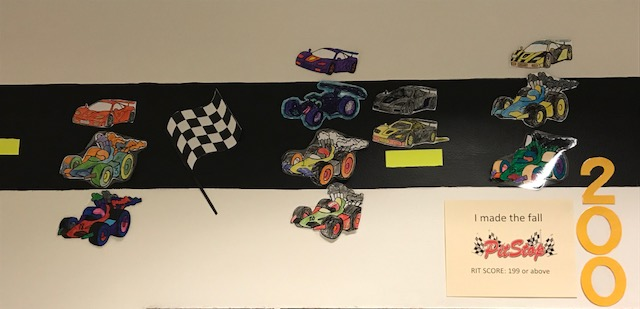 I made the fall
PitStop
RIT SCORE: 199 or above
200